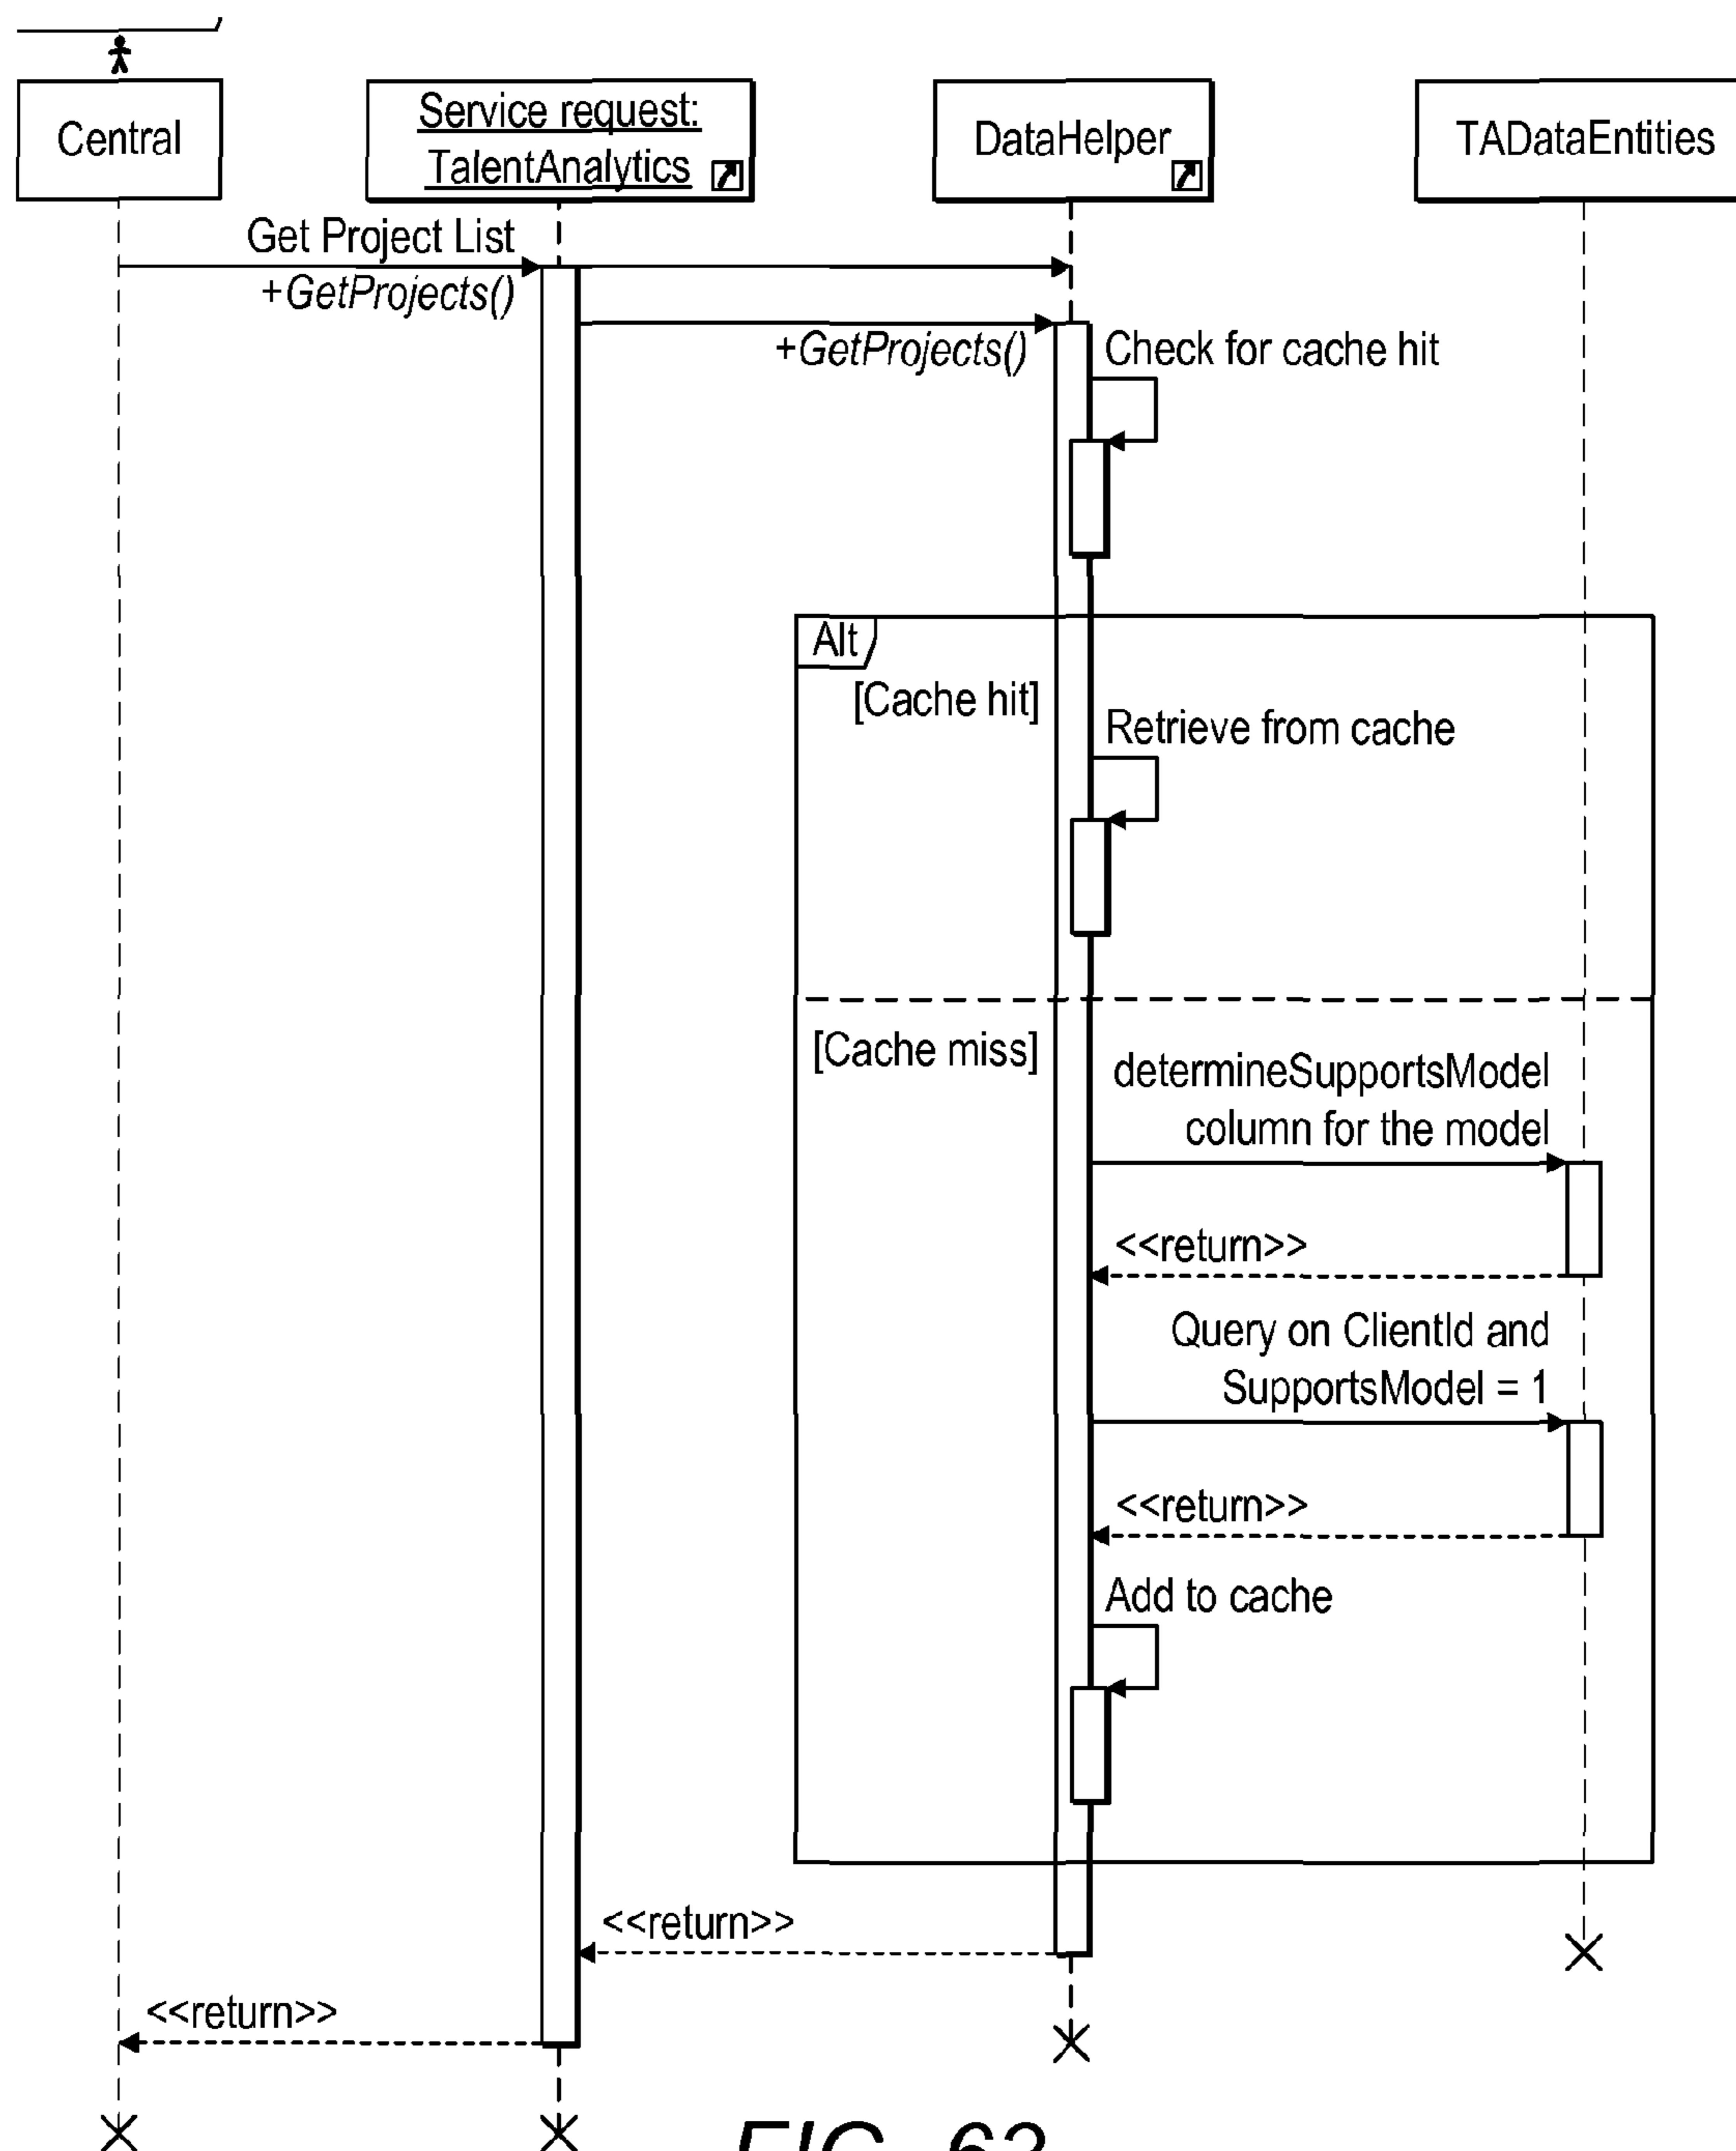 Central
Service request:
TalentAnalytics
DataHelper
TADataEntities
Get Project List
+GetProjects()
+GetProjects()
Check for cache hit
Alt
[Cache hit]
Retrieve from cache
[Cache miss]
determineSupportsModel
column for the model
<<return>>
Query on ClientId and
SupportsModel = 1
<<return>>
Add to cache
<<return>>
<<return>>
FIG. 62